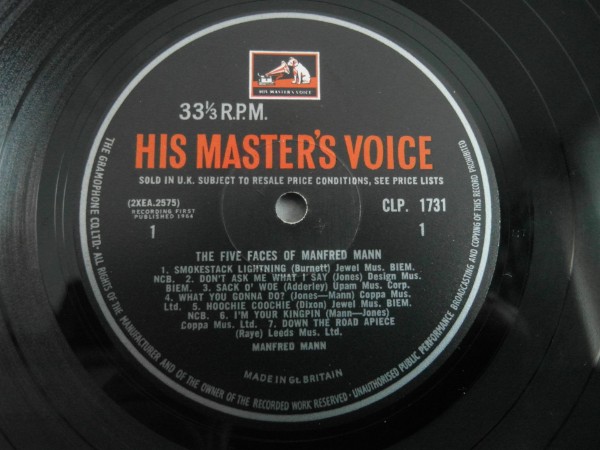 HIS MASTER'S VOICE
33⅓ R.P.M.
HIS MASTER'S VOICE
SOLD IN U.K. SUBJECT TO RESALE PRICE CONDITIONS, SEE PRICE LISTS
(2XEA.2575)
RECORDING FIRST
PUBLISHED 1964
1
CLP. 1731
1
THE FIVE FACES OF MANFRED MANN
1. SMOKESTACK LIGHTNING (Burnett) Jewel Mus. BIEM.
NCB. 2. DON'T ASK ME WHAT I SAY (Jones) Design Mus.
BIEM. 3. SACK O' WOE (Adderley) Upam Mus. Corp.
4. WHAT YOU GONNA DO? (Jones—Mann) Coppa Mus.
Ltd. 5. HOOCHIE COOCHIE (Dixon) Jewel Mus. BIEM.
NCB. 6. I'M YOUR KINGPIN (Mann—Jones)
Coppa Mus. Ltd. 7. DOWN THE ROAD APIECE
(Raye) Leeds Mus. Ltd.
MANFRED MANN
MADE IN Gt. BRITAIN
THE GRAMOPHONE CO. LTD. - ALL RIGHTS OF THE MANUFACTURER AND OF THE OWNER OF THE RECORDED WORK RESERVED - UNAUTHORISED PUBLIC PERFORMANCE BROADCASTING AND COPYING OF THIS RECORD PROHIBITED